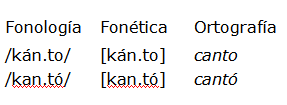 Fonología Fonética Ortografía
/kán.to/ [kán.to] canto
/kan.tó/ [kan.tó] cantó